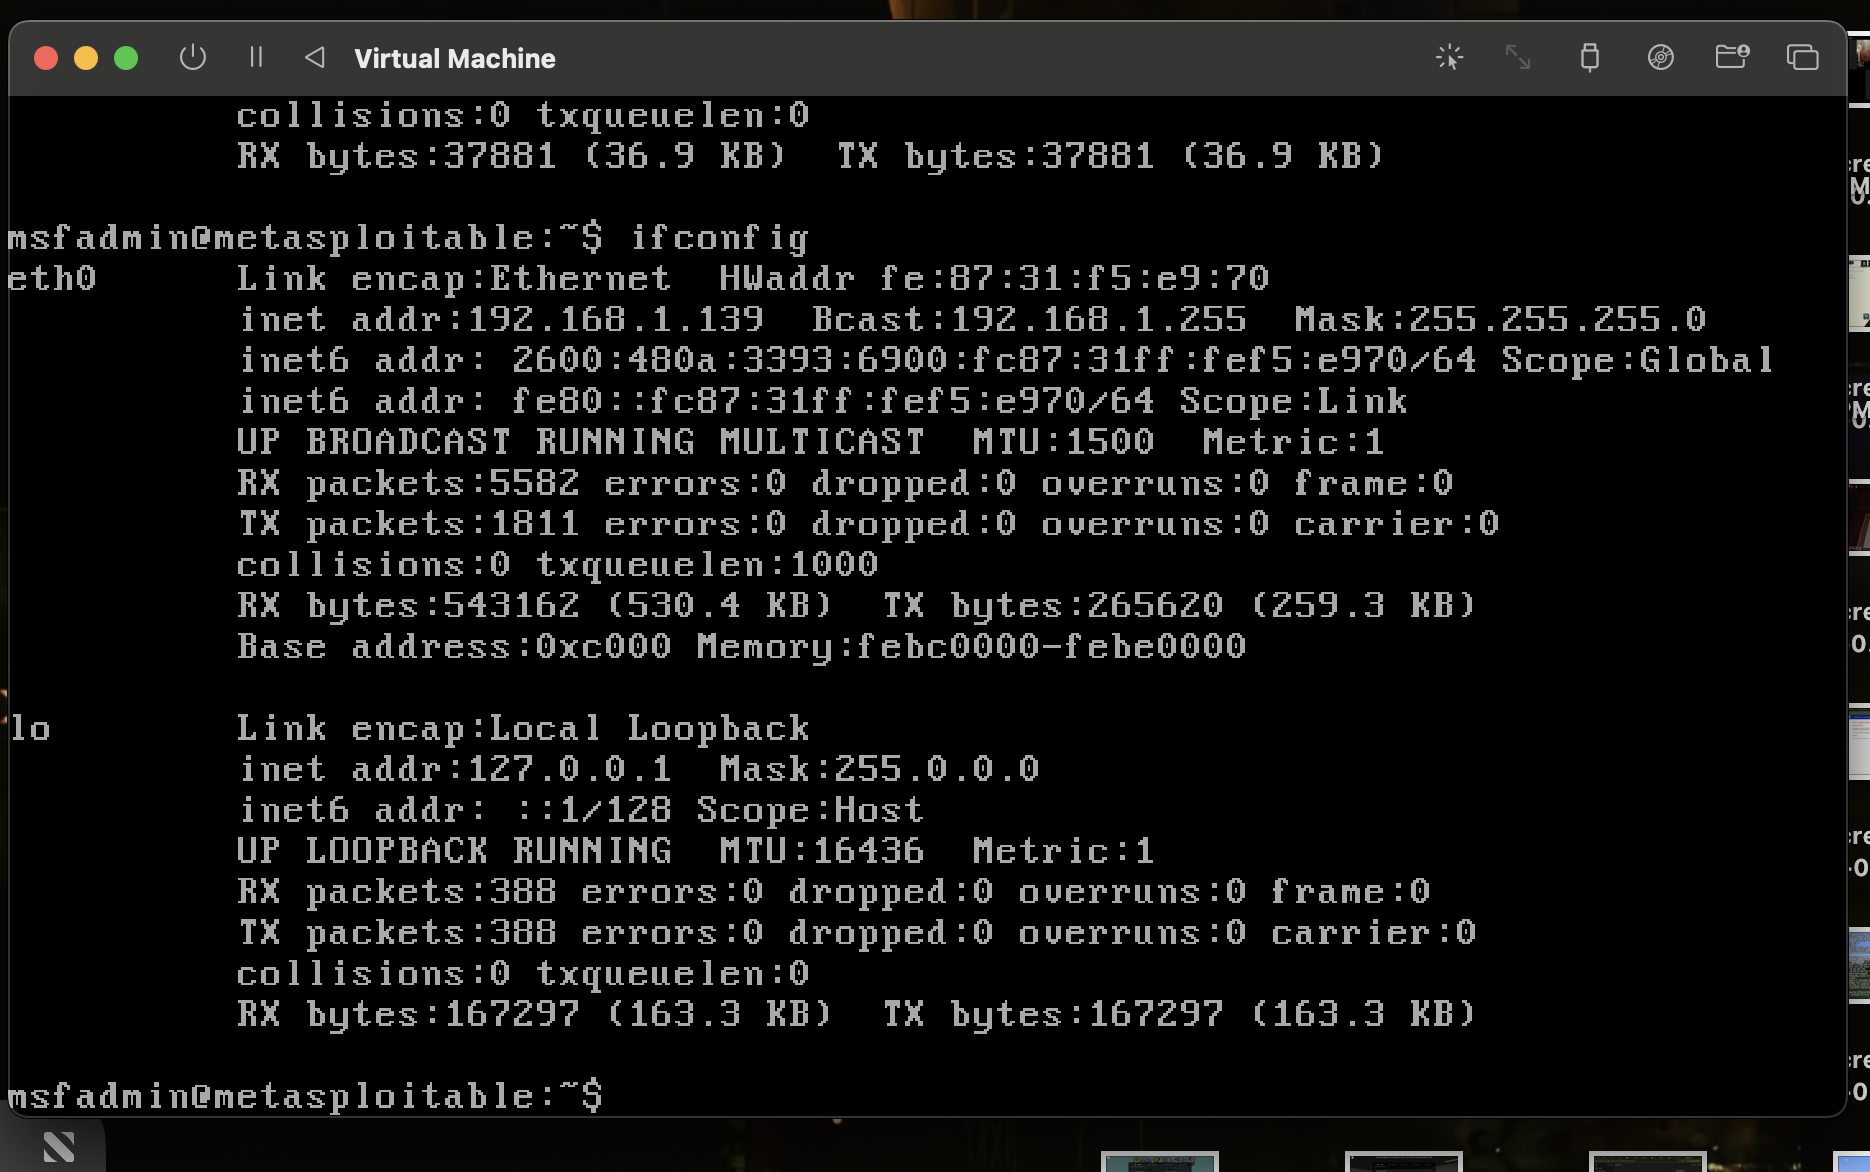 Virtual Machine
collisions:0 txqueuelen:0
RX bytes:37881 (36.9 KB)  TX bytes:37881 (36.9 KB)
msfadmin@metasploitable:~$ ifconfig
eth0      Link encap:Ethernet  HWaddr fe:87:31:f5:e9:70
inet addr:192.168.1.139  Bcast:192.168.1.255  Mask:255.255.255.0
inet6 addr: 2600:480a:3393:6900:fc87:31ff:fef5:e970/64 Scope:Global
inet6 addr: fe80::fc87:31ff:fef5:e970/64 Scope:Link
UP BROADCAST RUNNING MULTICAST  MTU:1500  Metric:1
RX packets:5582 errors:0 dropped:0 overruns:0 frame:0
TX packets:1811 errors:0 dropped:0 overruns:0 carrier:0
collisions:0 txqueuelen:1000
RX bytes:543162 (530.4 KB)  TX bytes:265620 (259.3 KB)
Base address:0xc000 Memory:febc0000-febe0000
lo        Link encap:Local Loopback
inet addr:127.0.0.1  Mask:255.0.0.0
inet6 addr: ::1/128 Scope:Host
UP LOOPBACK RUNNING  MTU:16436  Metric:1
RX packets:388 errors:0 dropped:0 overruns:0 frame:0
TX packets:388 errors:0 dropped:0 overruns:0 carrier:0
collisions:0 txqueuelen:0
RX bytes:167297 (163.3 KB)  TX bytes:167297 (163.3 KB)
msfadmin@metasploitable:~$